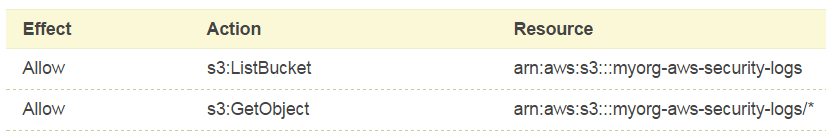 Effect Action Resource
Allow s3:ListBucket arn:aws:s3:::myorg-aws-security-logs
Allow s3:GetObject arn:aws:s3:::myorg-aws-security-logs/*